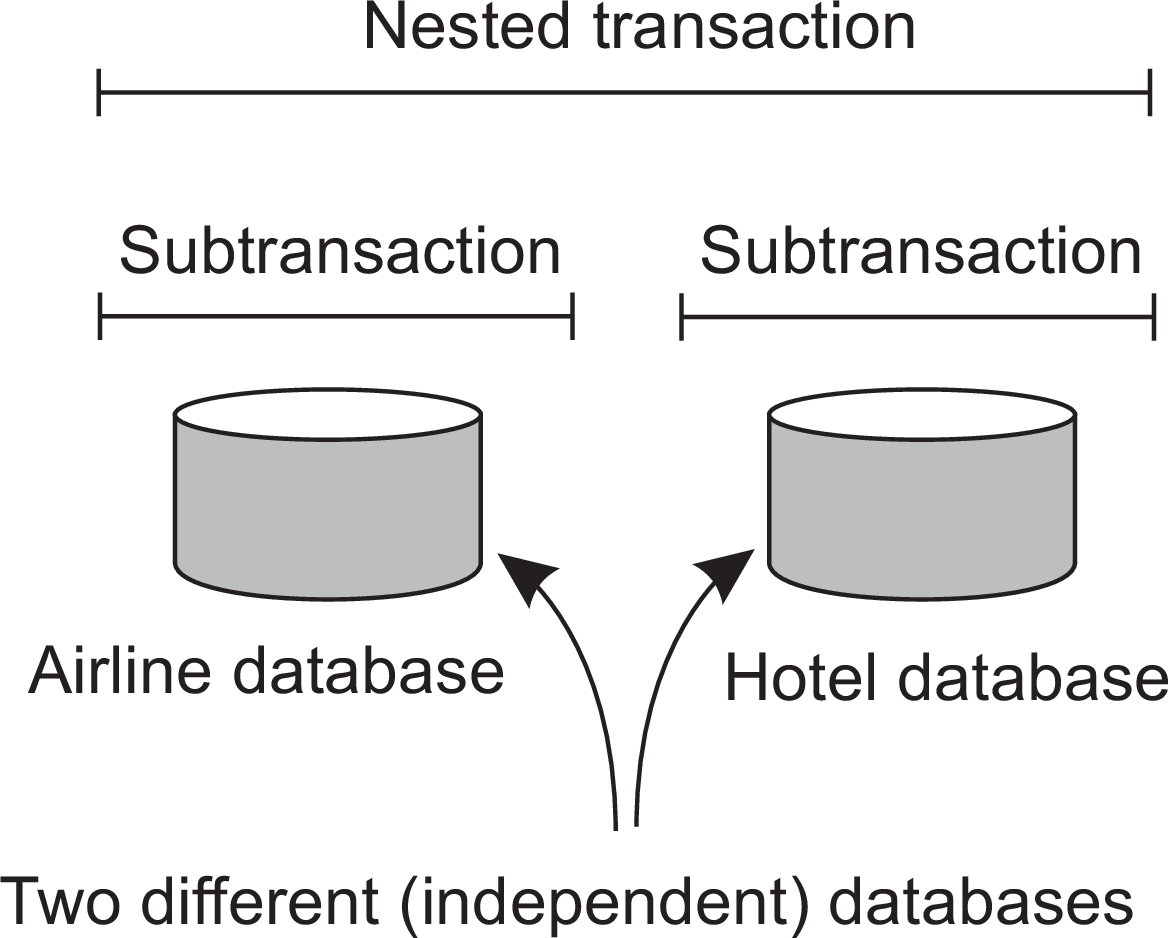 Nested transaction
Subtransaction
Subtransaction
Airline database
Hotel database
Two different (independent) databases